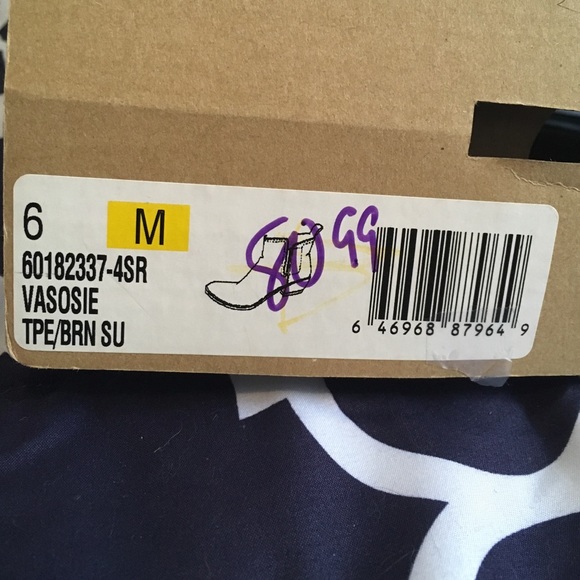 6 M
60182337-4SR
VASOSIE
TPE/BRN SU
80 99
6 46968 87964 9